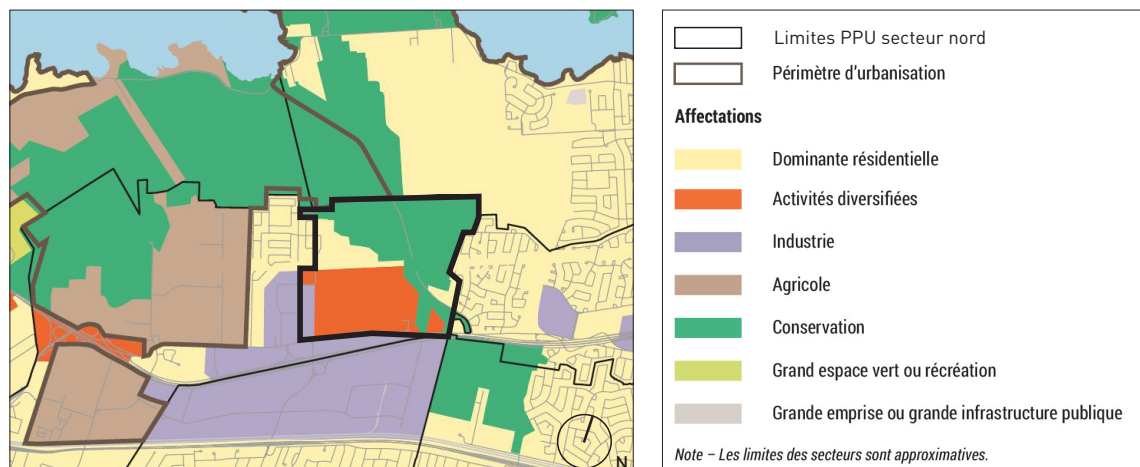 N
Limites PPU secteur nord
Périmètre d'urbanisation
Affectations
Dominante résidentielle
Activités diversifiées
Industrie
Agricole
Conservation
Grand espace vert ou récréation
Grande emprise ou grande infrastructure publique
Note – Les limites des secteurs sont approximatives.